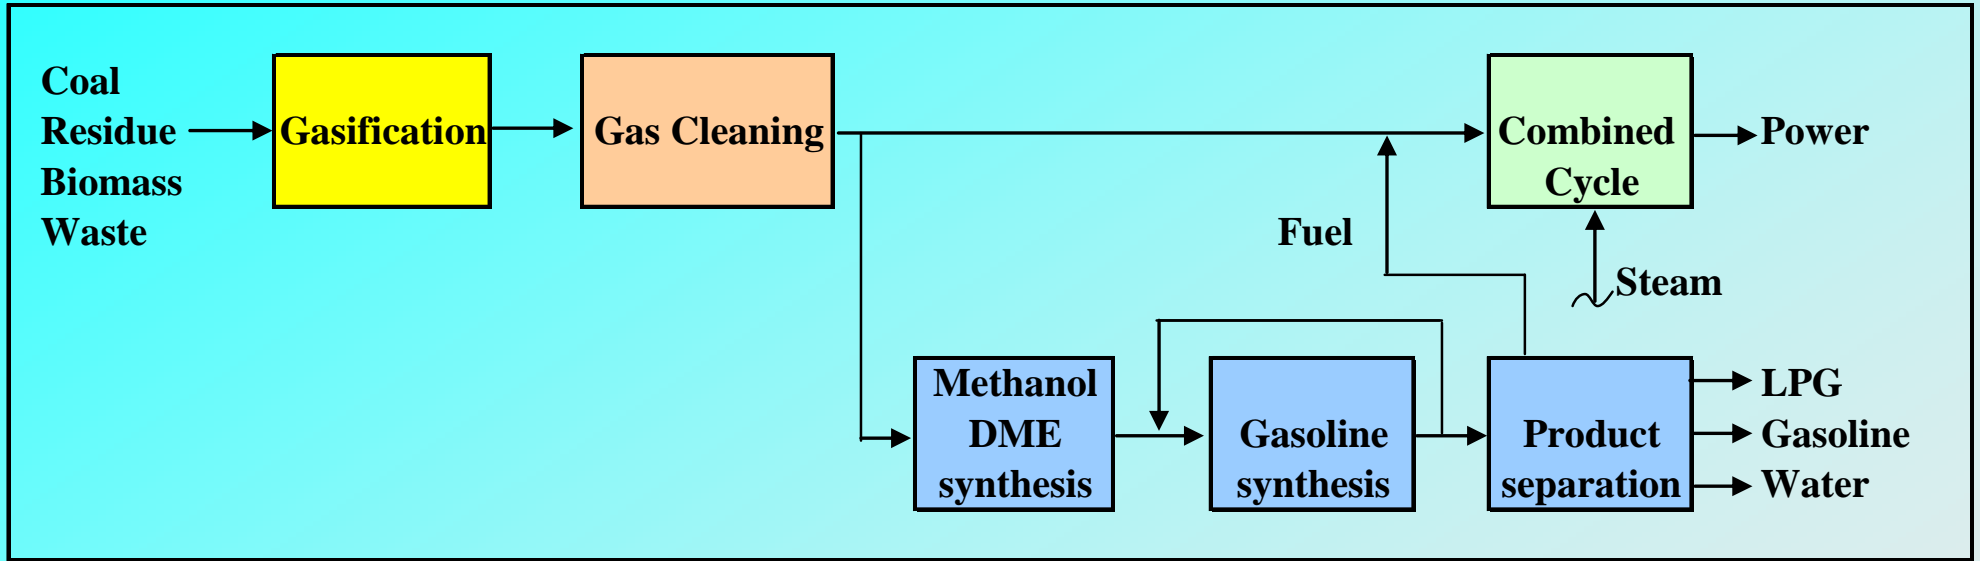 Coal
Residue
Biomass
Waste
Gasification
Gas Cleaning
Combined
Cycle
Power
Fuel
Steam
Methanol
DME
synthesis
Gasoline
synthesis
Product
separation
LPG
Gasoline
Water